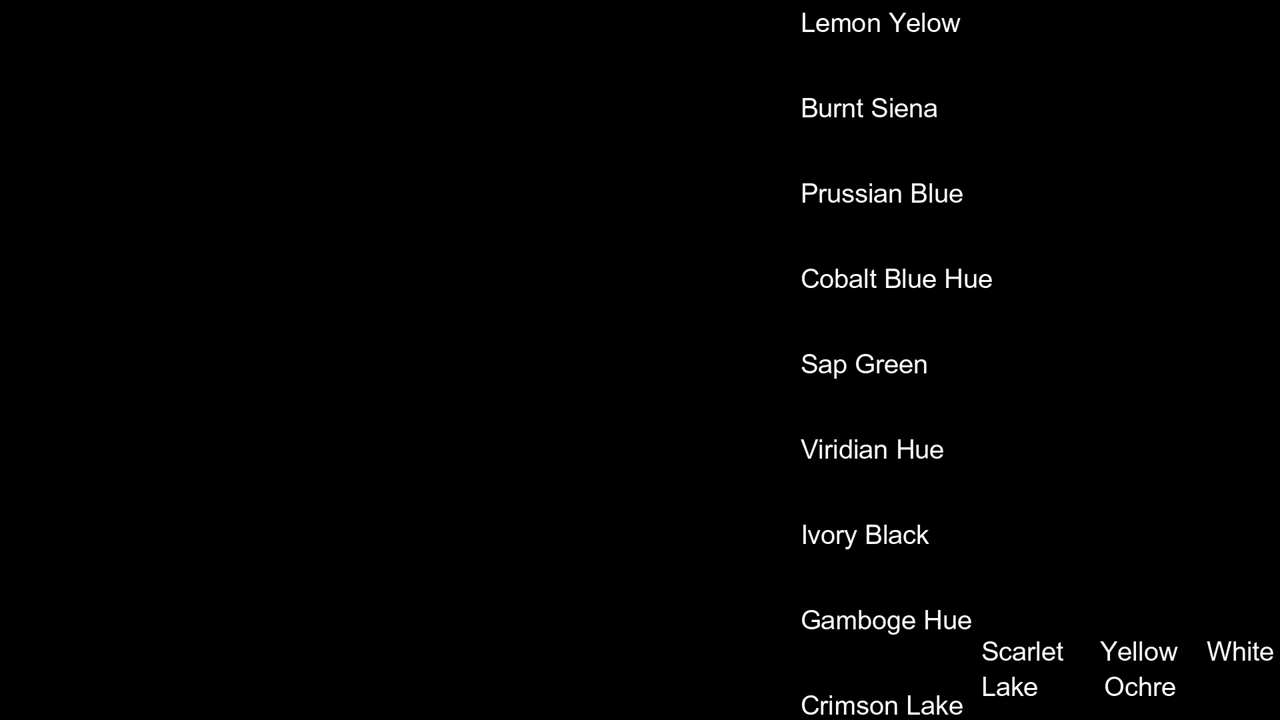 Lemon Yelow
Burnt Siena
Prussian Blue
Cobalt Blue Hue
Sap Green
Viridian Hue
Ivory Black
Gamboge Hue
Scarlet Yellow White
Lake Ochre
Crimson Lake